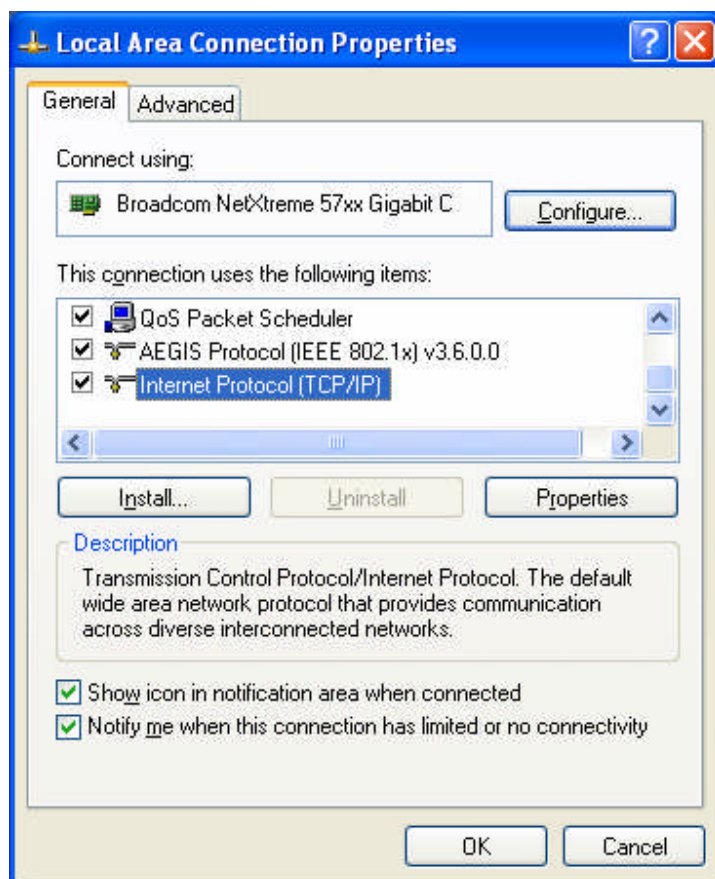 Local Area Connection Properties
General
Advanced
Connect using:
Broadcom NetXtreme 57xx Gigabit C
Configure...
This connection uses the following items:
QoS Packet Scheduler
AEGIS Protocol (IEEE 802.1x) v3.6.0.0
Internet Protocol (TCP/IP)
Install...
Uninstall
Properties
Description
Transmission Control Protocol/Internet Protocol. The default
wide area network protocol that provides communication
across diverse interconnected networks.
Show icon in notification area when connected
Notify me when this connection has limited or no connectivity
OK
Cancel